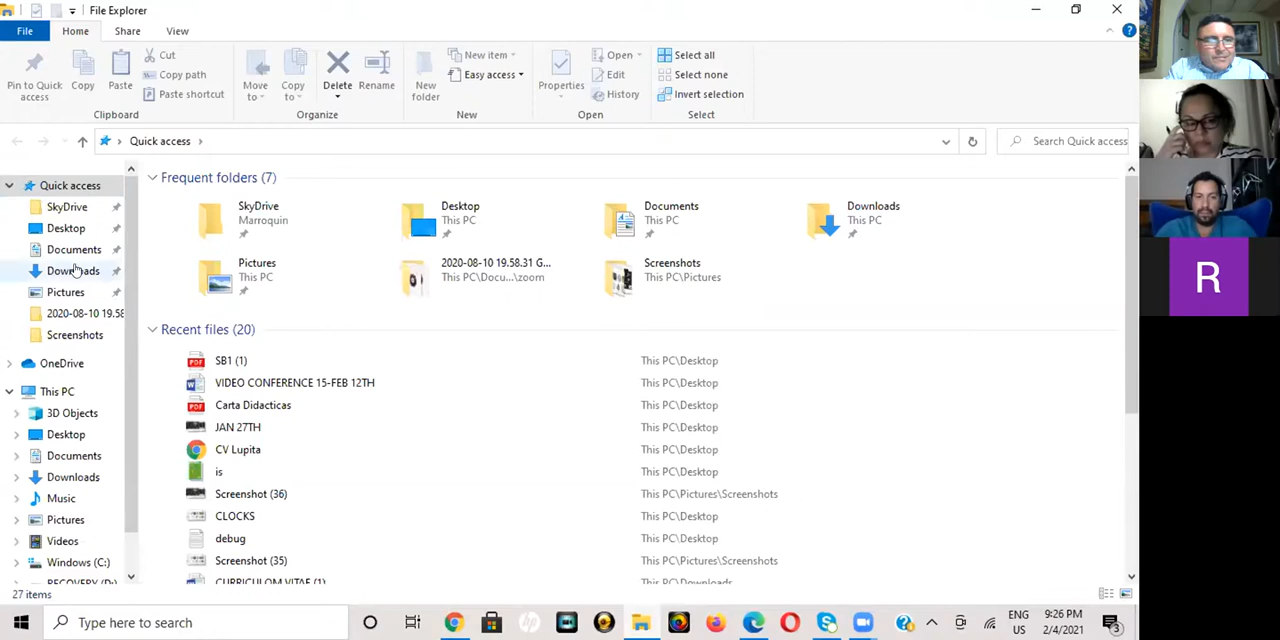 File Explorer
File Home Share View
Pin to Quick access
Copy
Paste
Cut
Copy path
Paste shortcut
Clipboard
Move to
Copy to
Delete
Rename
Organize
New folder
New item
Easy access
New
Properties
Open
Edit
History
Open
Select all
Select none
Invert selection
Select
Quick access
Search Quick access
Quick access
SkyDrive
Desktop
Documents
Downloads
Pictures
2020-08-10 19.58
Screenshots
OneDrive
This PC
3D Objects
Desktop
Documents
Downloads
Music
Pictures
Videos
Windows (C:)
RECOVERY (D:)
Frequent folders (7)
SkyDrive
Marroquin
Desktop
This PC
Documents
This PC
Downloads
This PC
Pictures
This PC
2020-08-10 19.58.31 G...
This PC\Docu...\zoom
Screenshots
This PC\Pictures
Recent files (20)
SB1 (1) This PC\Desktop
VIDEO CONFERENCE 15-FEB 12TH This PC\Desktop
Carta Didacticas This PC\Desktop
JAN 27TH This PC\Desktop
CV Lupita This PC\Desktop
is This PC\Desktop
Screenshot (36) This PC\Pictures\Screenshots
CLOCKS This PC\Desktop
debug This PC\Desktop
Screenshot (35) This PC\Pictures\Screenshots
CURRICULOM VITAE (1) This PC\Downloads
27 items
R
Type here to search
ENG
US
9:26 PM
2/4/2021
3